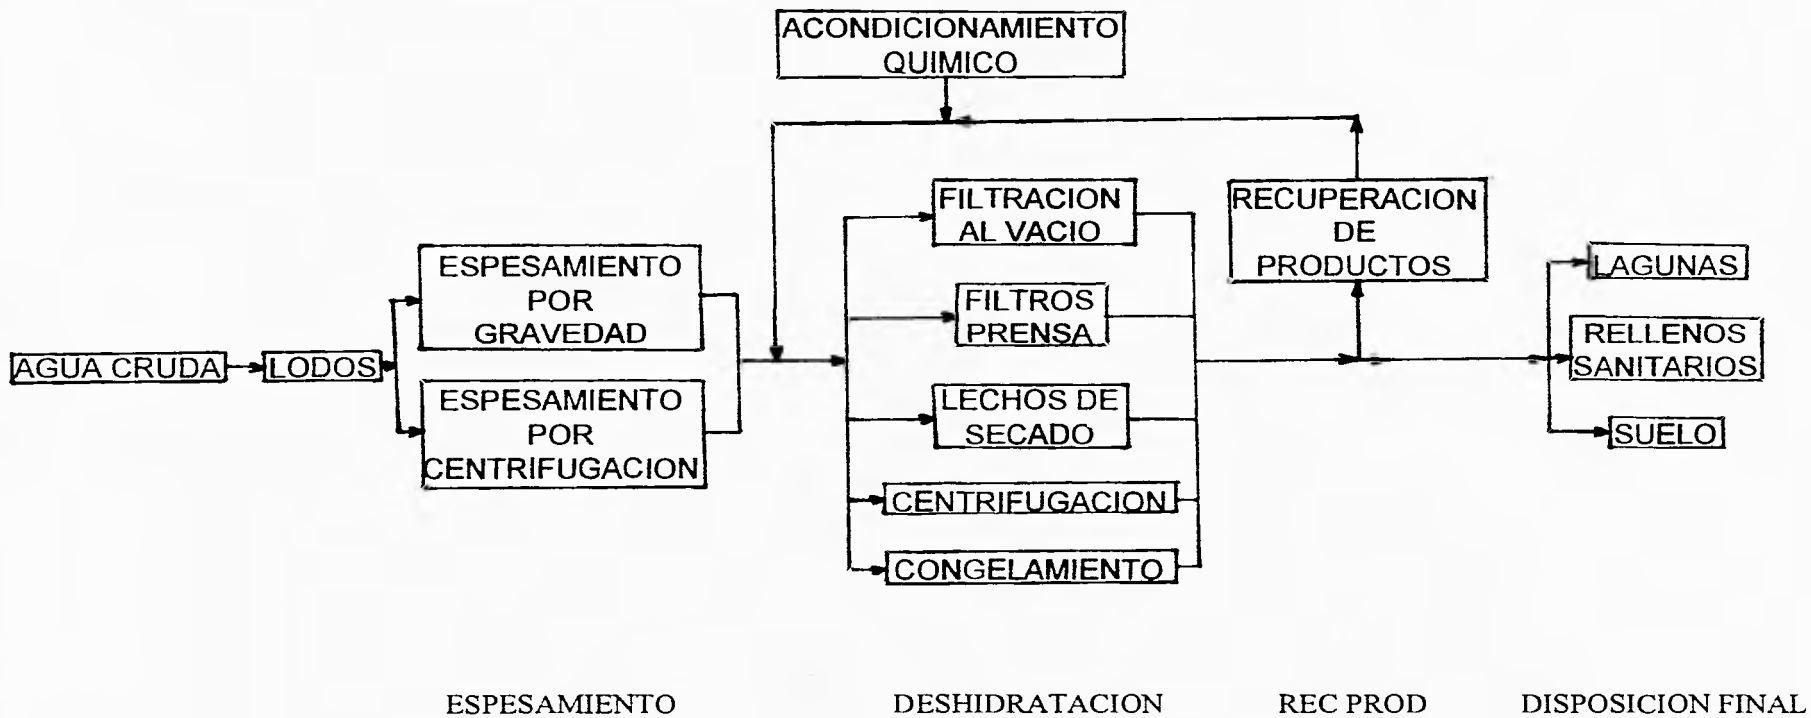 ACONDICIONAMIENTO
QUIMICO
FILTRACION
AL VACIO
RECUPERACION
DE
PRODUCTOS
ESPESAMIENTO
POR
GRAVEDAD
LAGUNAS
FILTROS
PRENSA
RELLENOS
SANITARIOS
AGUA CRUDA
LODOS
ESPESAMIENTO
POR
CENTRIFUGACION
LECHOS DE
SECADO
SUELO
CENTRIFUGACION
CONGELAMIENTO
ESPESAMIENTO
DESHIDRATACION
REC PROD
DISPOSICION FINAL